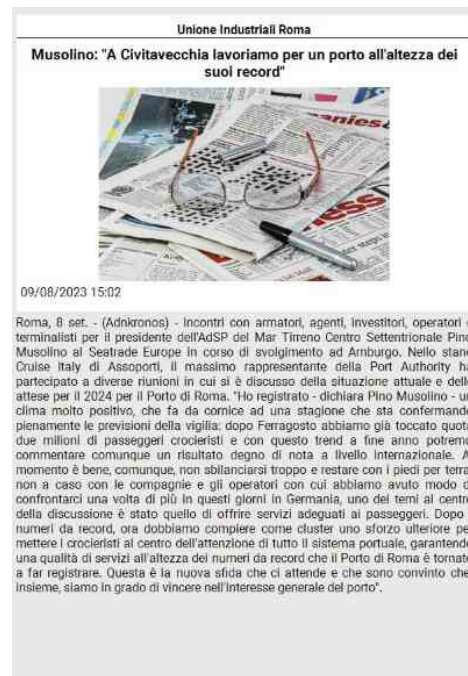 Unione Industriali Roma
Musolino: "A Civitavecchia lavoriamo per un porto all'altezza dei
suoi record"
09/08/2023 15:02
Roma, 8 set. - (Adnkronos) - Incontri con armatori, agenti, investitori, operatori
terminalisti per il presidente dell'AdSP del Mar Tirreno Centro Settentrionale Pino
Musolino al Seatrade Europe in corso di svolgimento ad Amburgo. Nello stand
Cruise Italy di Assoporti, il massimo rappresentante della Port Authority ha
partecipato a diverse riunioni in cui si è discusso della situazione attuale e delle
attese per il 2024 per il Porto di Roma. "Ho registrato - dichiara Pino Musolino - un
clima molto positivo, che fa da cornice ad una stagione che sta confermando
pienamente le previsioni della vigilia: dopo Ferragosto abbiamo già toccato quota
due milioni di passeggeri crocieristi e con questo trend a fine anno potremo
commentare comunque un risultato degno di nota a livello internazionale. A
momento è bene, comunque, non sbilanciarsi troppo e restare con i piedi per terra
non a caso con le compagnie e gli operatori con cui abbiamo avuto modo d
confrontarci una volta di più in questi giorni in Germania, uno dei temi al centro
della discussione è stato quello di offrire servizi adeguati ai passeggeri. Dopo
numeri da record, ora dobbiamo compiere come cluster uno sforzo ulteriore pe
mettere i crocieristi al centro dell'attenzione di tutto il sistema portuale, garantendo
una qualità di servizi all'altezza dei numeri da record che il Porto di Roma è tornato
a far registrare. Questa è la nuova sfida che ci attende e che sono convinto che
insieme, siamo in grado di vincere nell'interesse generale del porto".